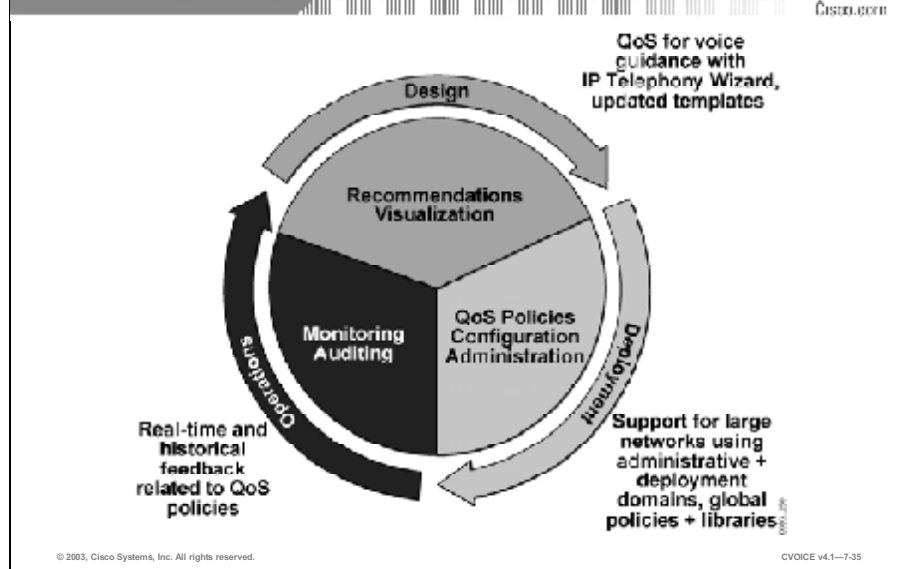 Cisco.com
QoS for voice
guidance with
IP Telephony Wizard,
updated templates
Design
Recommendations
Visualization
QoS Policies
Configuration
Administration
Monitoring
Auditing
Deployment
Operations
Real-time and
historical
feedback
related to QoS
policies
Support for large
networks using
administrative +
deployment
domains, global
policies + libraries
© 2003, Cisco Systems, Inc. All rights reserved.
CVOICE v4.1—7-35